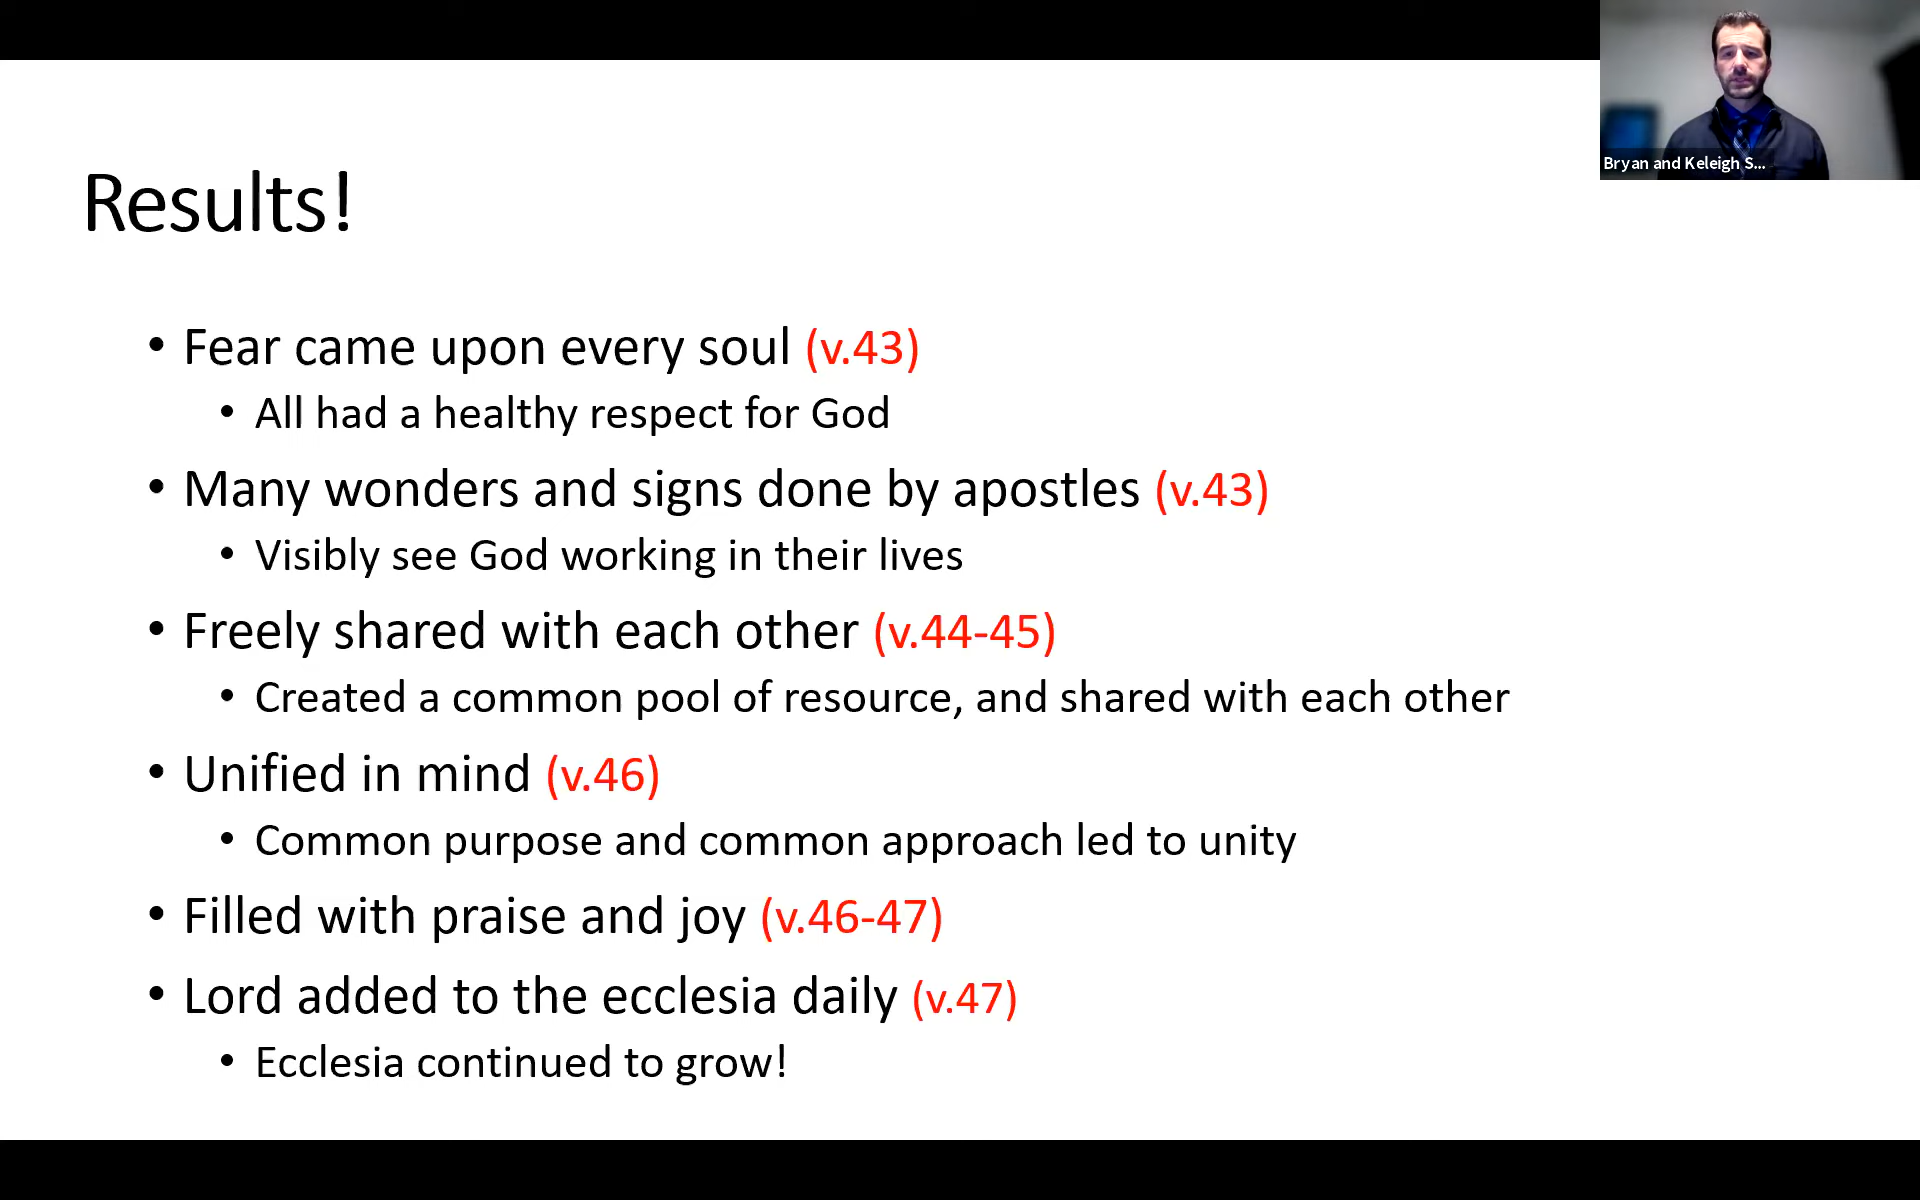 Bryan and Keleigh S...
Results!
• Fear came upon every soul (v.43)
• All had a healthy respect for God
• Many wonders and signs done by apostles (v.43)
• Visibly see God working in their lives
• Freely shared with each other (v.44-45)
• Created a common pool of resource, and shared with each other
• Unified in mind (v.46)
• Common purpose and common approach led to unity
• Filled with praise and joy (v.46-47)
• Lord added to the ecclesia daily (v.47)
• Ecclesia continued to grow!